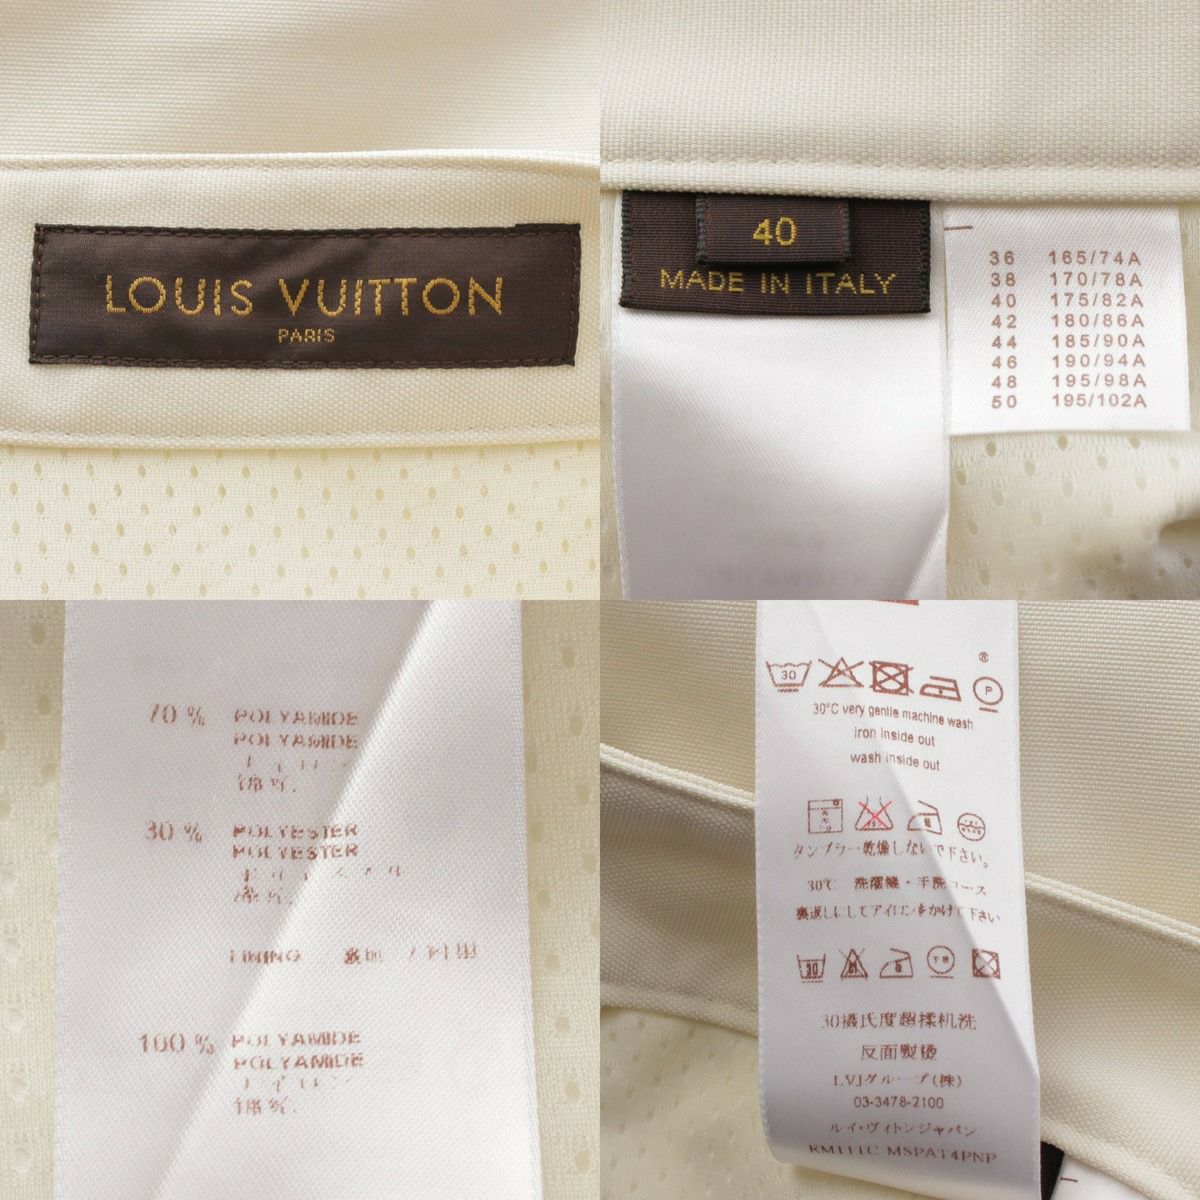 LOUIS VUITTON
PARIS
40
MADE IN ITALY
36 165/74A
38 170/78A
40 175/82A
42 180/86A
44 185/90A
46 190/94A
48 195/98A
50 195/102A
70 % POLYAMIDE
POLYAMIDE
30 % POLYESTER
POLYESTER
LINING
100 % POLYAMIDE
POLYAMIDE
30
P
30°C very gentle machine wash
iron inside out
wash inside out
タンブラー乾燥しないで下さい。
30℃ 洗濯機・手洗コース
裏返しにしてアイロンをかけて下さい
30
30攝氏度超揉机洗
反面製燙
LVJグループ(株)
03-3478-2100
ルイ・ヴィトンジャパン
RM111C MSPAT4PNP